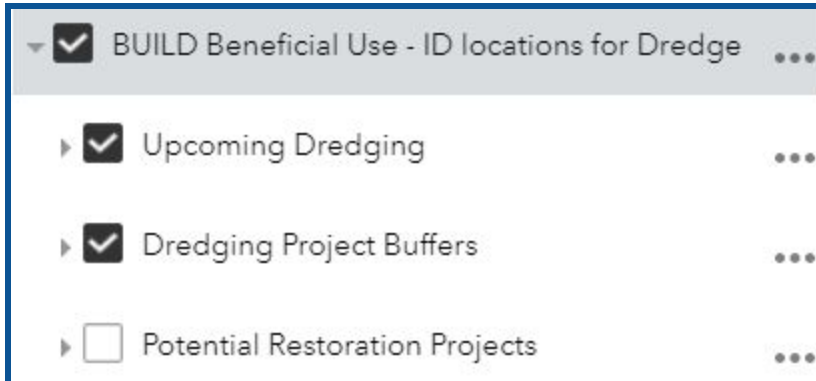 BUILD Beneficial Use - ID locations for Dredge
Upcoming Dredging
Dredging Project Buffers
Potential Restoration Projects